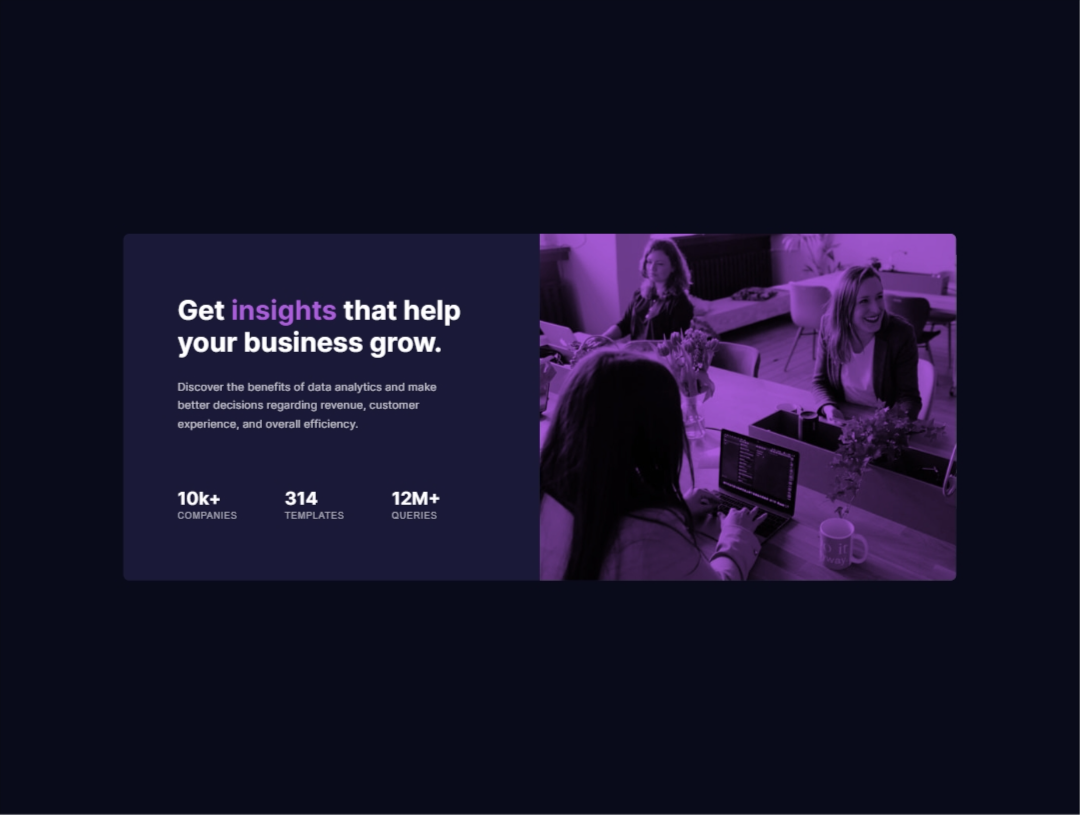 Get insights that help
your business grow.
Discover the benefits of data analytics and make
better decisions regarding revenue, customer
experience, and overall efficiency.
10k+ 314 12M+
COMPANIES TEMPLATES QUERIES